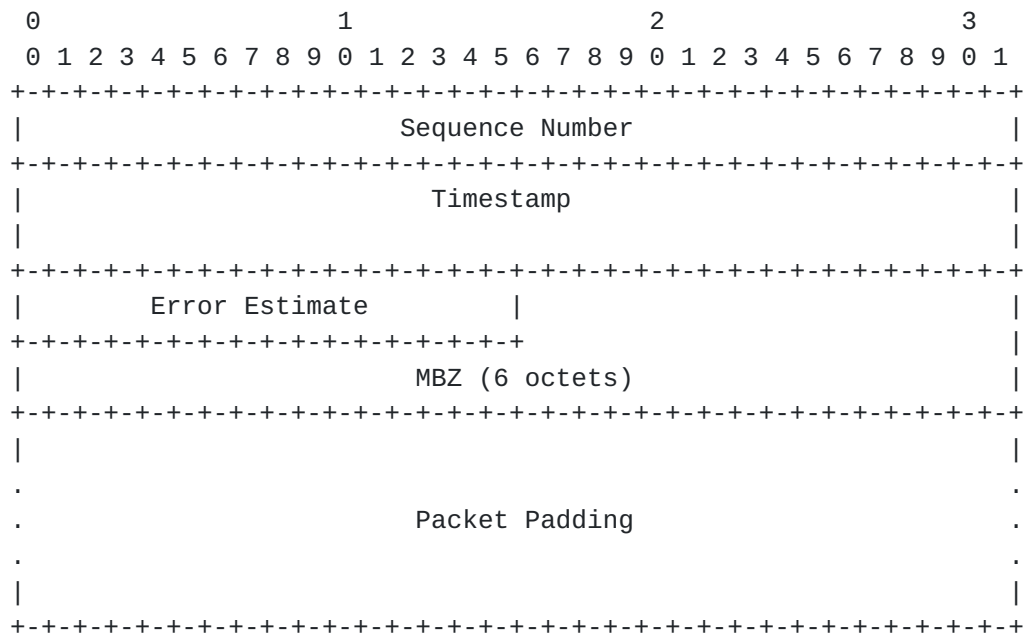 0                   1                   2                   3
 0 1 2 3 4 5 6 7 8 9 0 1 2 3 4 5 6 7 8 9 0 1 2 3 4 5 6 7 8 9 0 1
+-+-+-+-+-+-+-+-+-+-+-+-+-+-+-+-+-+-+-+-+-+-+-+-+-+-+-+-+-+-+-+-+
|                        Sequence Number                        |
+-+-+-+-+-+-+-+-+-+-+-+-+-+-+-+-+-+-+-+-+-+-+-+-+-+-+-+-+-+-+-+-+
|                          Timestamp                            |
|                                                               |
+-+-+-+-+-+-+-+-+-+-+-+-+-+-+-+-+-+-+-+-+-+-+-+-+-+-+-+-+-+-+-+-+
|        Error Estimate         |                               |
+-+-+-+-+-+-+-+-+-+-+-+-+-+-+-+-+                               |
|                         MBZ (6 octets)                        |
+-+-+-+-+-+-+-+-+-+-+-+-+-+-+-+-+-+-+-+-+-+-+-+-+-+-+-+-+-+-+-+-+
|                                                               |
.                                                               .
.                         Packet Padding                        .
.                                                               .
|                                                               |
+-+-+-+-+-+-+-+-+-+-+-+-+-+-+-+-+-+-+-+-+-+-+-+-+-+-+-+-+-+-+-+-+